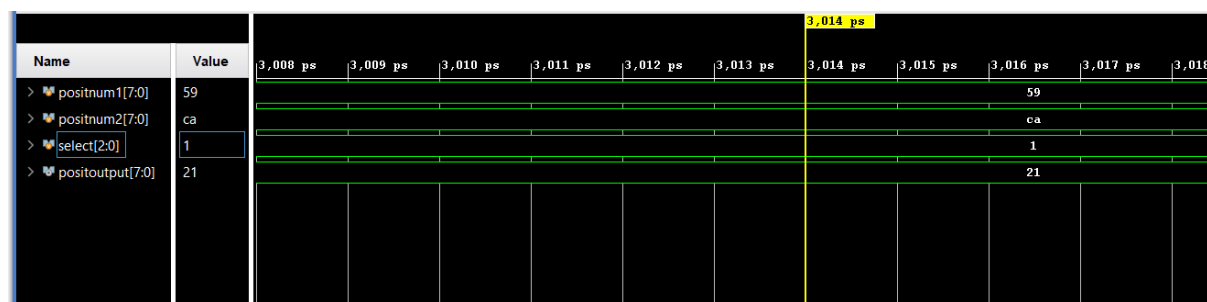 3,014 ps
Name Value 3,008 ps 3,009 ps 3,010 ps 3,011 ps 3,012 ps 3,013 ps 3,014 ps 3,015 ps 3,016 ps 3,017 ps 3,018
positnum1[7:0] 59 59
positnum2[7:0] ca ca
select[2:0] 1 1
positoutput[7:0] 21 21